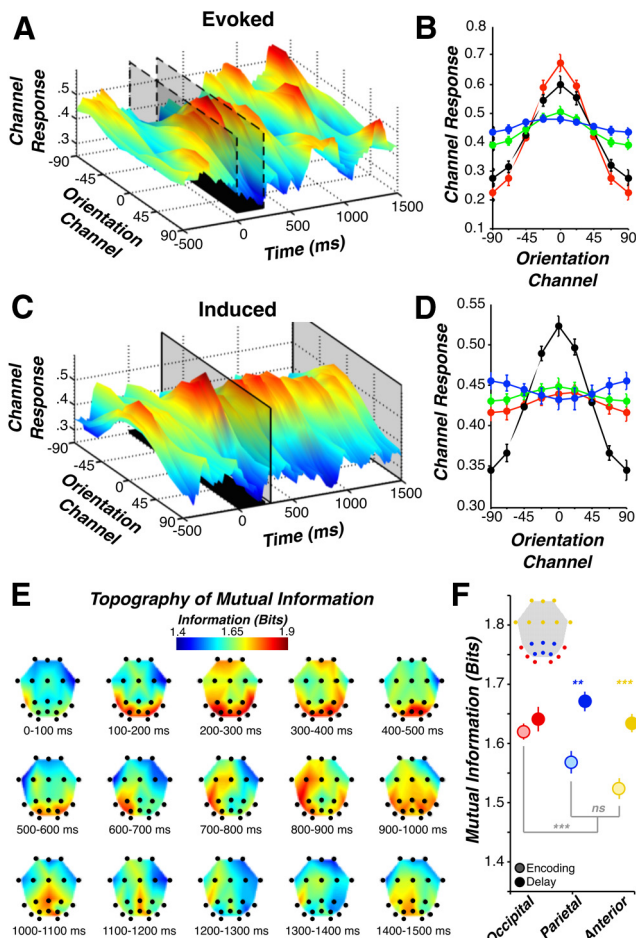 A
Evoked
Channel
Response
.5
.4
.3
-90
-45
0
45
90
Orientation
Channel
-500
0
500
1000
1500
Time (ms)
B
Channel Response
0.8
0.7
0.6
0.5
0.4
0.3
0.2
0.1
-90
-45
0
45
90
Orientation
Channel
C
Induced
Channel
Response
.5
.4
.3
-90
-45
0
45
90
Orientation
Channel
-500
0
500
1000
1500
Time (ms)
D
Channel Response
0.55
0.50
0.45
0.40
0.35
0.30
-90
-45
0
45
90
Orientation
Channel
E
Topography of Mutual Information
Information (Bits)
1.4 1.65 1.9
0-100 ms 100-200 ms 200-300 ms 300-400 ms 400-500 ms
500-600 ms 600-700 ms 700-800 ms 800-900 ms 900-1000 ms
1000-1100 ms 1100-1200 ms 1200-1300 ms 1300-1400 ms 1400-1500 ms
F
Mutual Information (Bits)
1.8
1.7
1.6
1.5
1.4
** ***
ns
***
Encoding
Delay
Occipital Parietal Anterior